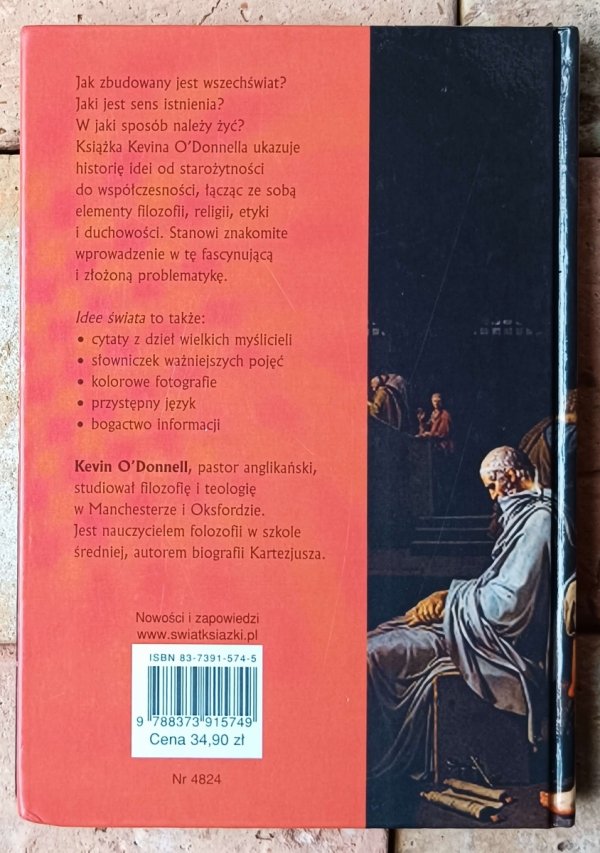 Jak zbudowany jest wszechświat?
Jaki jest sens istnienia?
W jaki sposób należy żyć?
Książka Kevina O'Donnella ukazuje
historię idei od starożytności
do współczesności, łącząc ze sobą
elementy filozofii, religii, etyki
i duchowości. Stanowi znakomite
wprowadzenie w tę fascynującą
i złożoną problematykę.
Idee świata to także:
• cytaty z dzieł wielkich myślicieli
• słowniczek ważniejszych pojęć
• kolorowe fotografie
• przystępny język
• bogactwo informacji
Kevin O'Donnell, pastor anglikański,
studiował filozofię i teologię
w Manchesterze i Oksfordzie.
Jest nauczycielem folozofii w szkole
średniej, autorem biografii Kartezjusza.
Nowości i zapowiedzi
www.swiatksiazki.pl
ISBN 83-7391-574-5
9 788373 915749
Cena 34,90 zł
Nr 4824